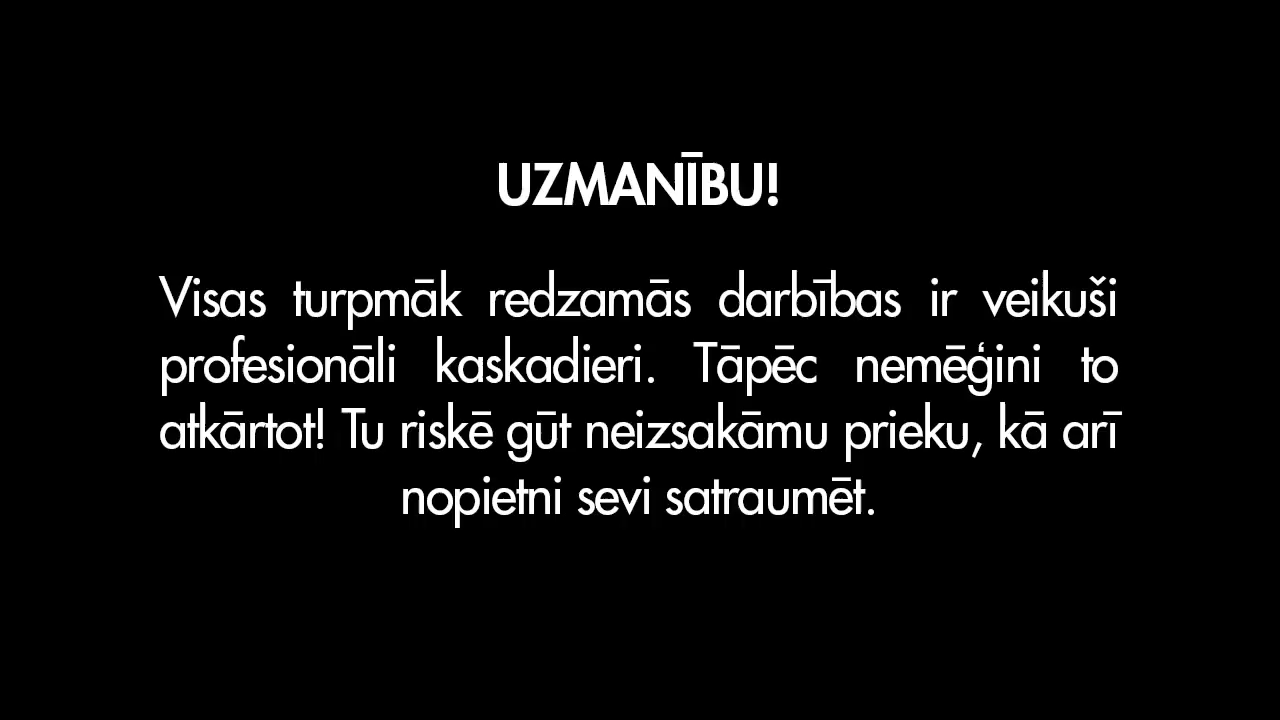 UZMANĪBU!
Visas turpmāk redzamās darbības ir veikuši
profesionāli kaskadieri. Tāpēc nemēģini to
atkārtot! Tu riskē gūt neizsakāmu prieku, kā arī
nopietni sevi satraumēt.